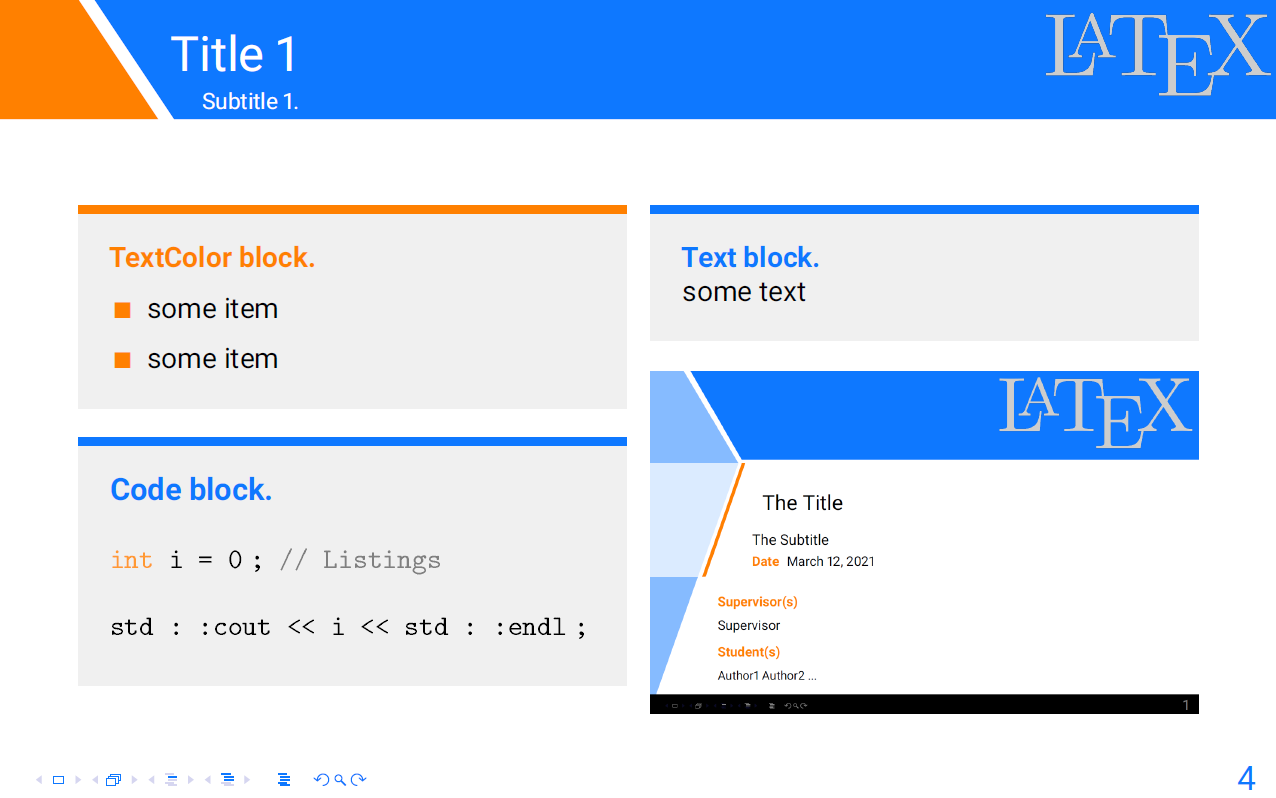 Title 1
Subtitle 1.
LATEX
TextColor block.
some item
some item
Code block.
int i = 0 ; // Listings
std : :cout << i << std : :endl ;
Text block.
some text
LATEX
The Title
The Subtitle
Date March 12, 2021
Supervisor(s)
Supervisor
Student(s)
Author1 Author2 ...
1
4